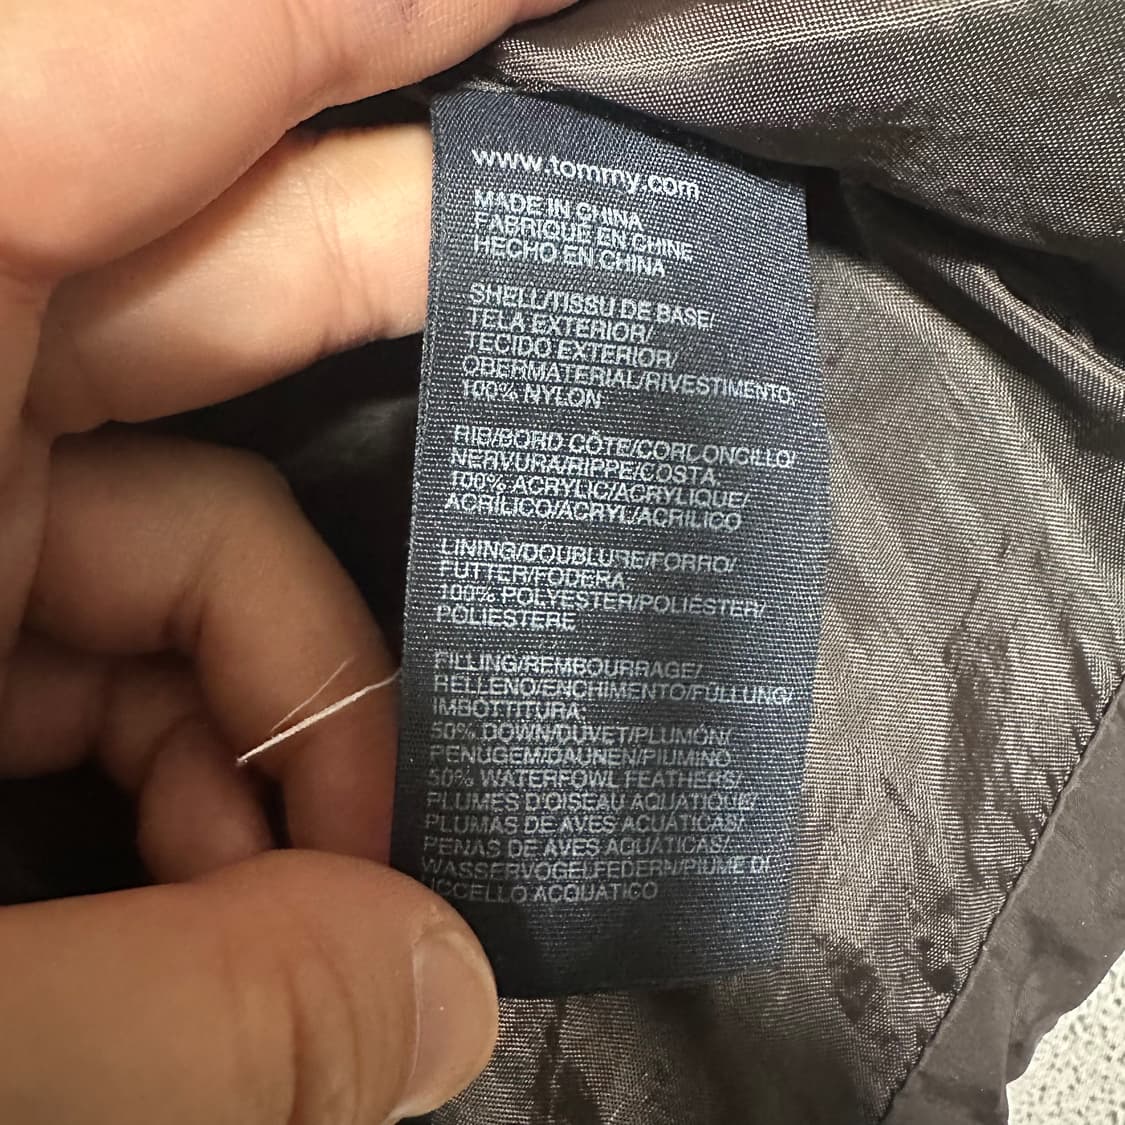 www.tommy.com
MADE IN CHINA
FABRIQUE EN CHINE
HECHO EN CHINA
SHELL/TISSU DE BASE/
TELA EXTERIOR/
TECIDO EXTERIOR/
OBERMATERIAL/RIVESTIMENTO,
100% NYLON
RIB/BORD CÔTE/CORDONCILLO/
NERVURA/RIPPE/COSTA
100% ACRYLIC/ACRYLIQUE/
ACRÍLICO/ACRYL/ACRILICO
LINING/DOUBLURE/FORRO/
FUTTER/FODERA
100% POLYESTER/POLIÉSTER/
POLIESTERE
FILLING/REMBOURRAGE/
RELLENO/ENCHIMENTO/FÜLLUNG/
IMBOTTITURA
50% DOWN/DUVET/PLUMÓN/
PENUGEM/DAUNEN/PIUMINO
50% WATERFOWL FEATHERS/
PLUMES D'OISEAU AQUATIQUE/
PLUMAS DE AVES ACUÁTICAS/
PENAS DE AVES AQUÁTICAS/
WASSERVOGELFEDERN/PIUME DI
UCCELLO ACQUATICO